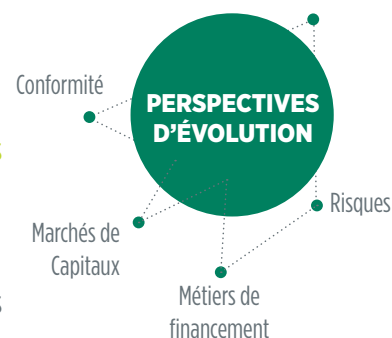 Conformité
PERSPECTIVES
D'ÉVOLUTION
Risques
Marchés de
Capitaux
Métiers de
financement